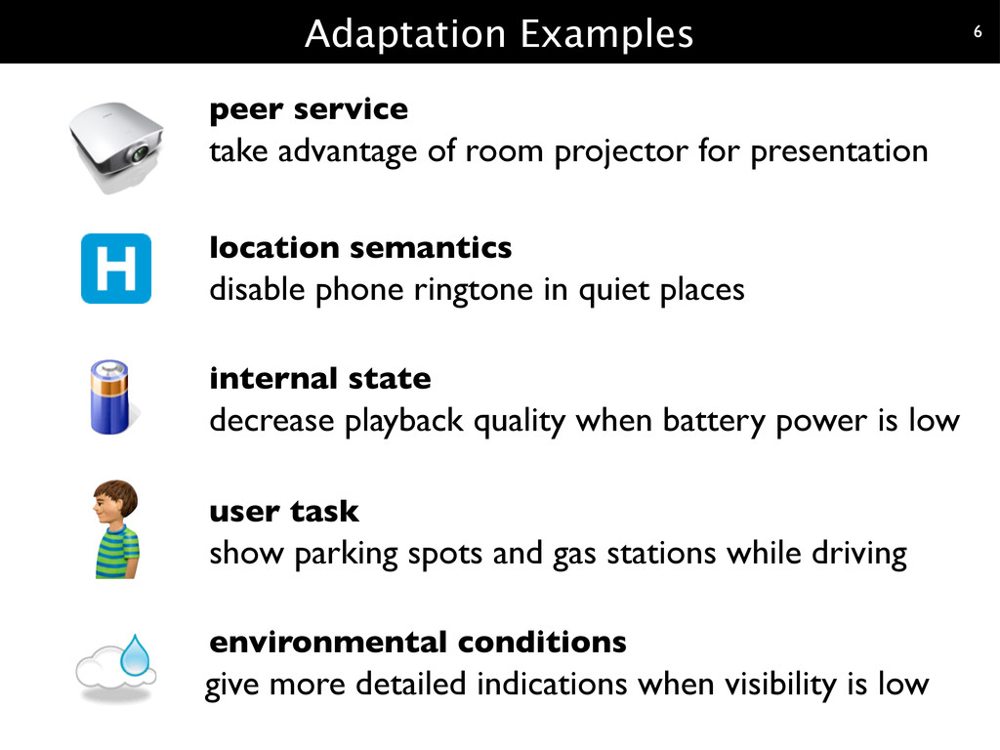 Adaptation Examples
6
peer service
take advantage of room projector for presentation
H
location semantics
disable phone ringtone in quiet places
internal state
decrease playback quality when battery power is low
user task
show parking spots and gas stations while driving
environmental conditions
give more detailed indications when visibility is low